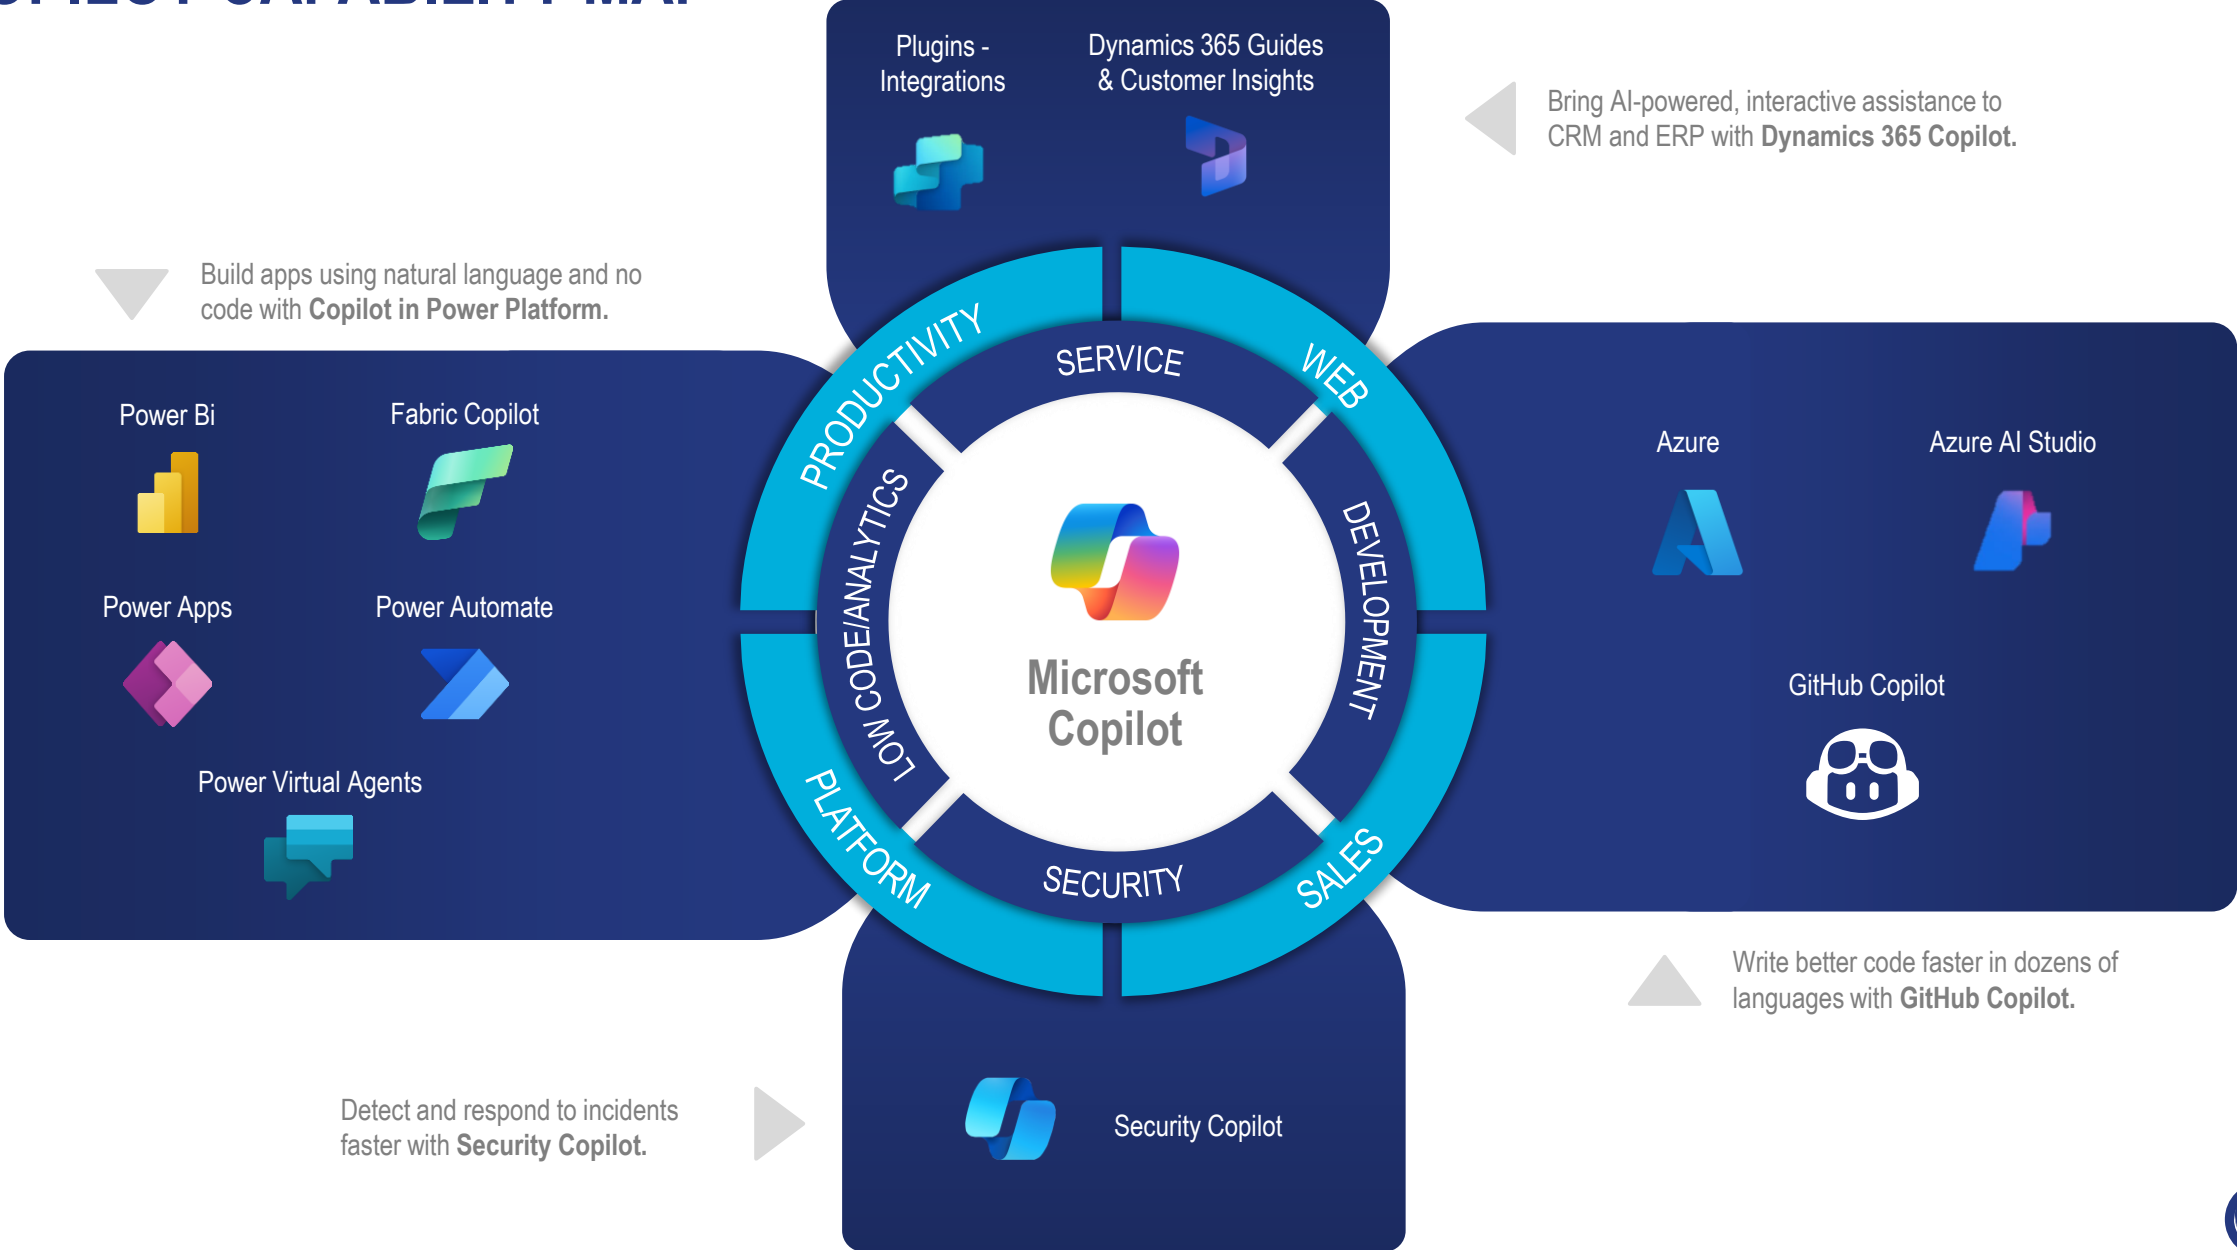 Plugins -
Integrations
Dynamics 365 Guides
& Customer Insights
Bring AI-powered, interactive assistance to
CRM and ERP with Dynamics 365 Copilot.
Build apps using natural language and no
code with Copilot in Power Platform.
PRODUCTIVITY
WEB
SERVICE
Power Bi
Fabric Copilot
Power Apps
Power Automate
Power Virtual Agents
LOW CODE/ANALYTICS
Microsoft
Copilot
DEVELOPMENT
Azure
Azure AI Studio
GitHub Copilot
PLATFORM
SALES
SECURITY
Write better code faster in dozens of
languages with GitHub Copilot.
Detect and respond to incidents
faster with Security Copilot.
Security Copilot